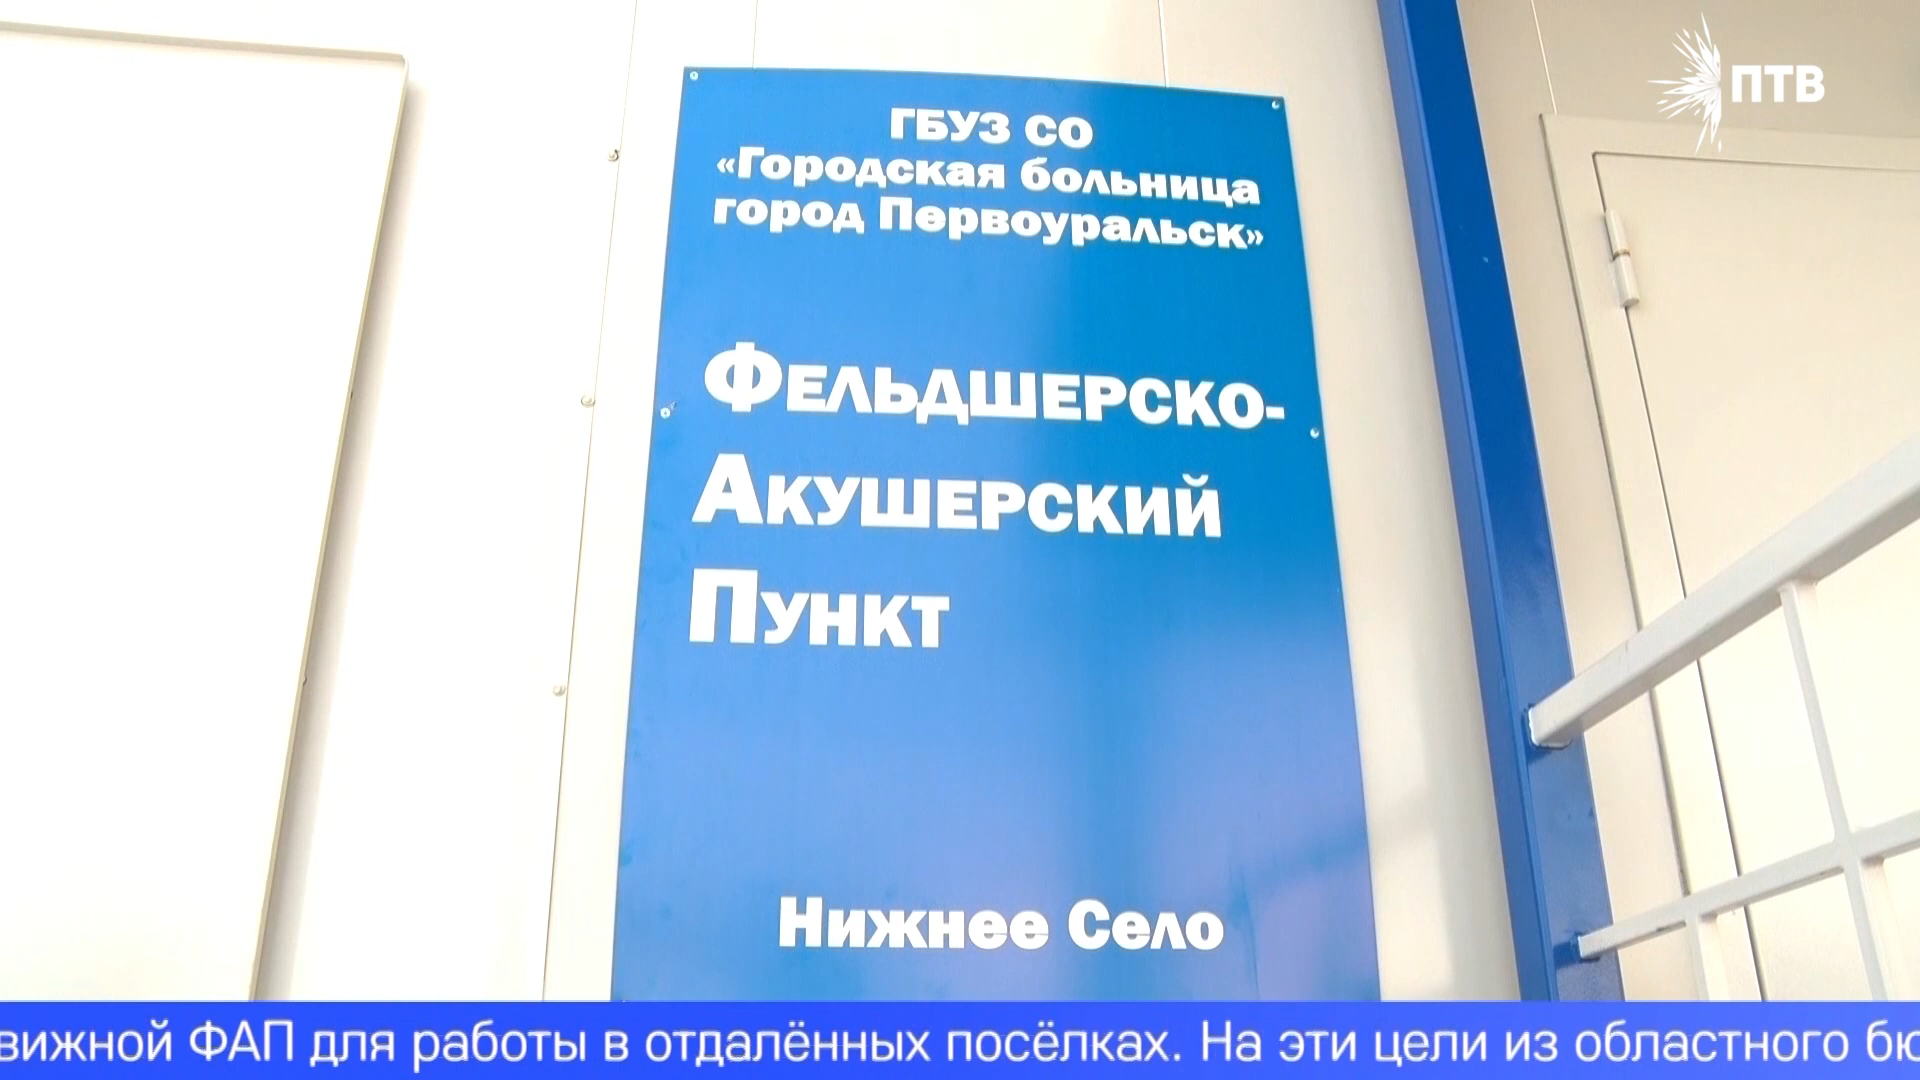 ПТВ
ГБУЗ СО
«Городская больница
город Первоуральск»
Фельдшерско-
Акушерский
Пункт
Нижнее Село
вижной ФАП для работы в отдалённых посёлках. На эти цели из областного бю